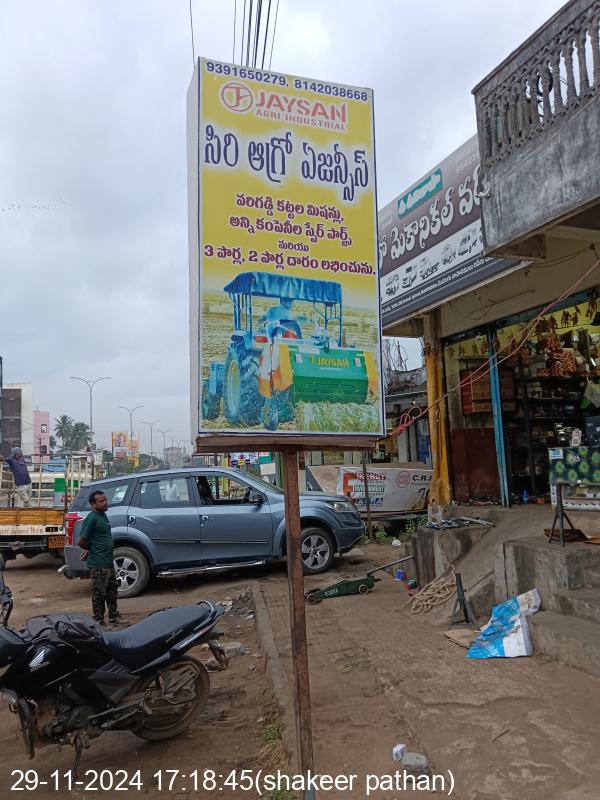 9391650279, 8142038668
JAYSAN
AGRI INDUSTRIAL
సిరి ఆగ్రో ఏజన్సీస్
వరిగడ్డి కట్టల మిషన్లు,
అన్ని కంపెనీల స్పేర్ పార్ట్స్
మరియు
3 పార్ల, 2 పార్ల దారం లభించును.
JAYSAN
మెకానికల్
29-11-2024 17:18:45(shakeer pathan)